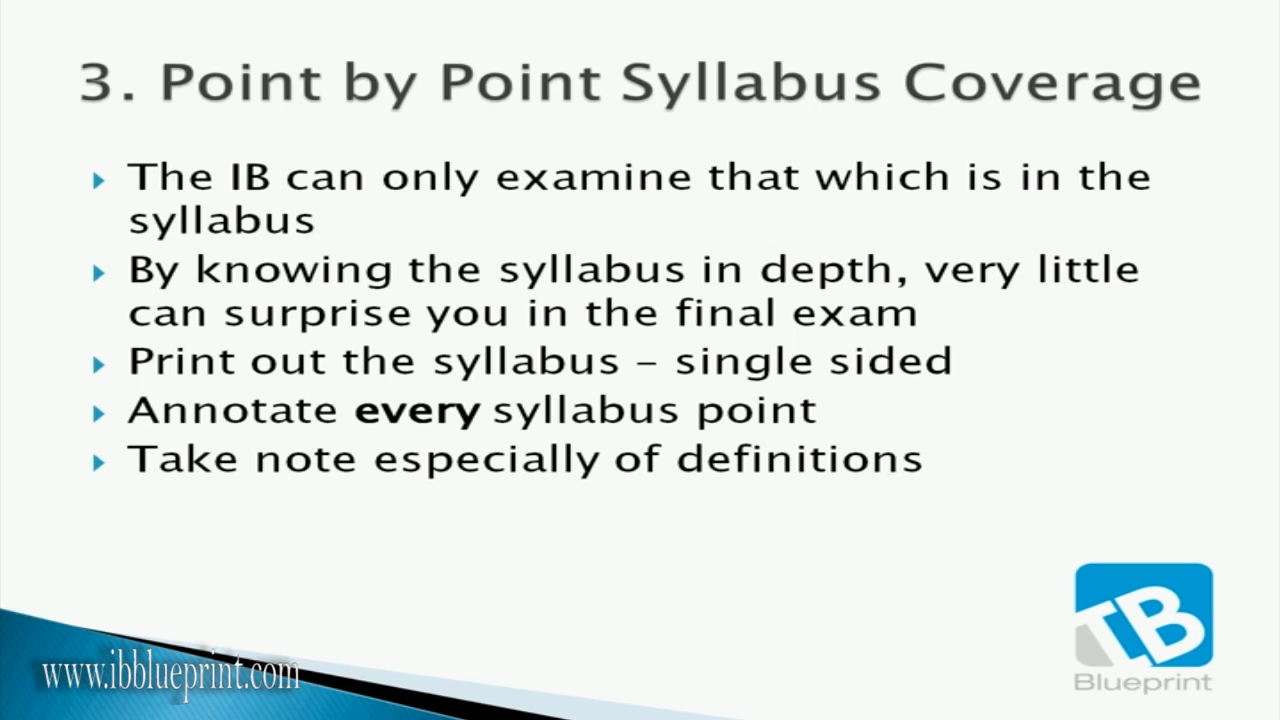 3. Point by Point Syllabus Coverage
The IB can only examine that which is in the
syllabus
By knowing the syllabus in depth, very little
can surprise you in the final exam
Print out the syllabus – single sided
Annotate every syllabus point
Take note especially of definitions
www.ibblueprint.com
IB
Blueprint